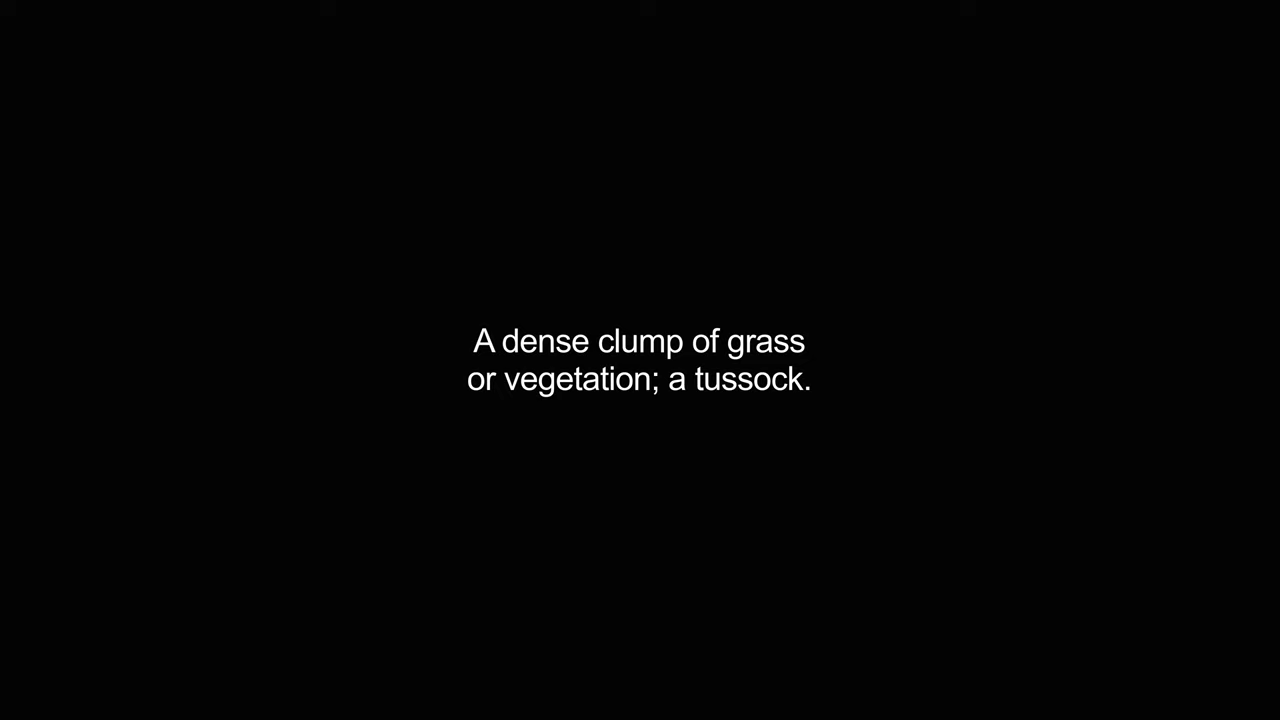 A dense clump of grass
or vegetation; a tussock.